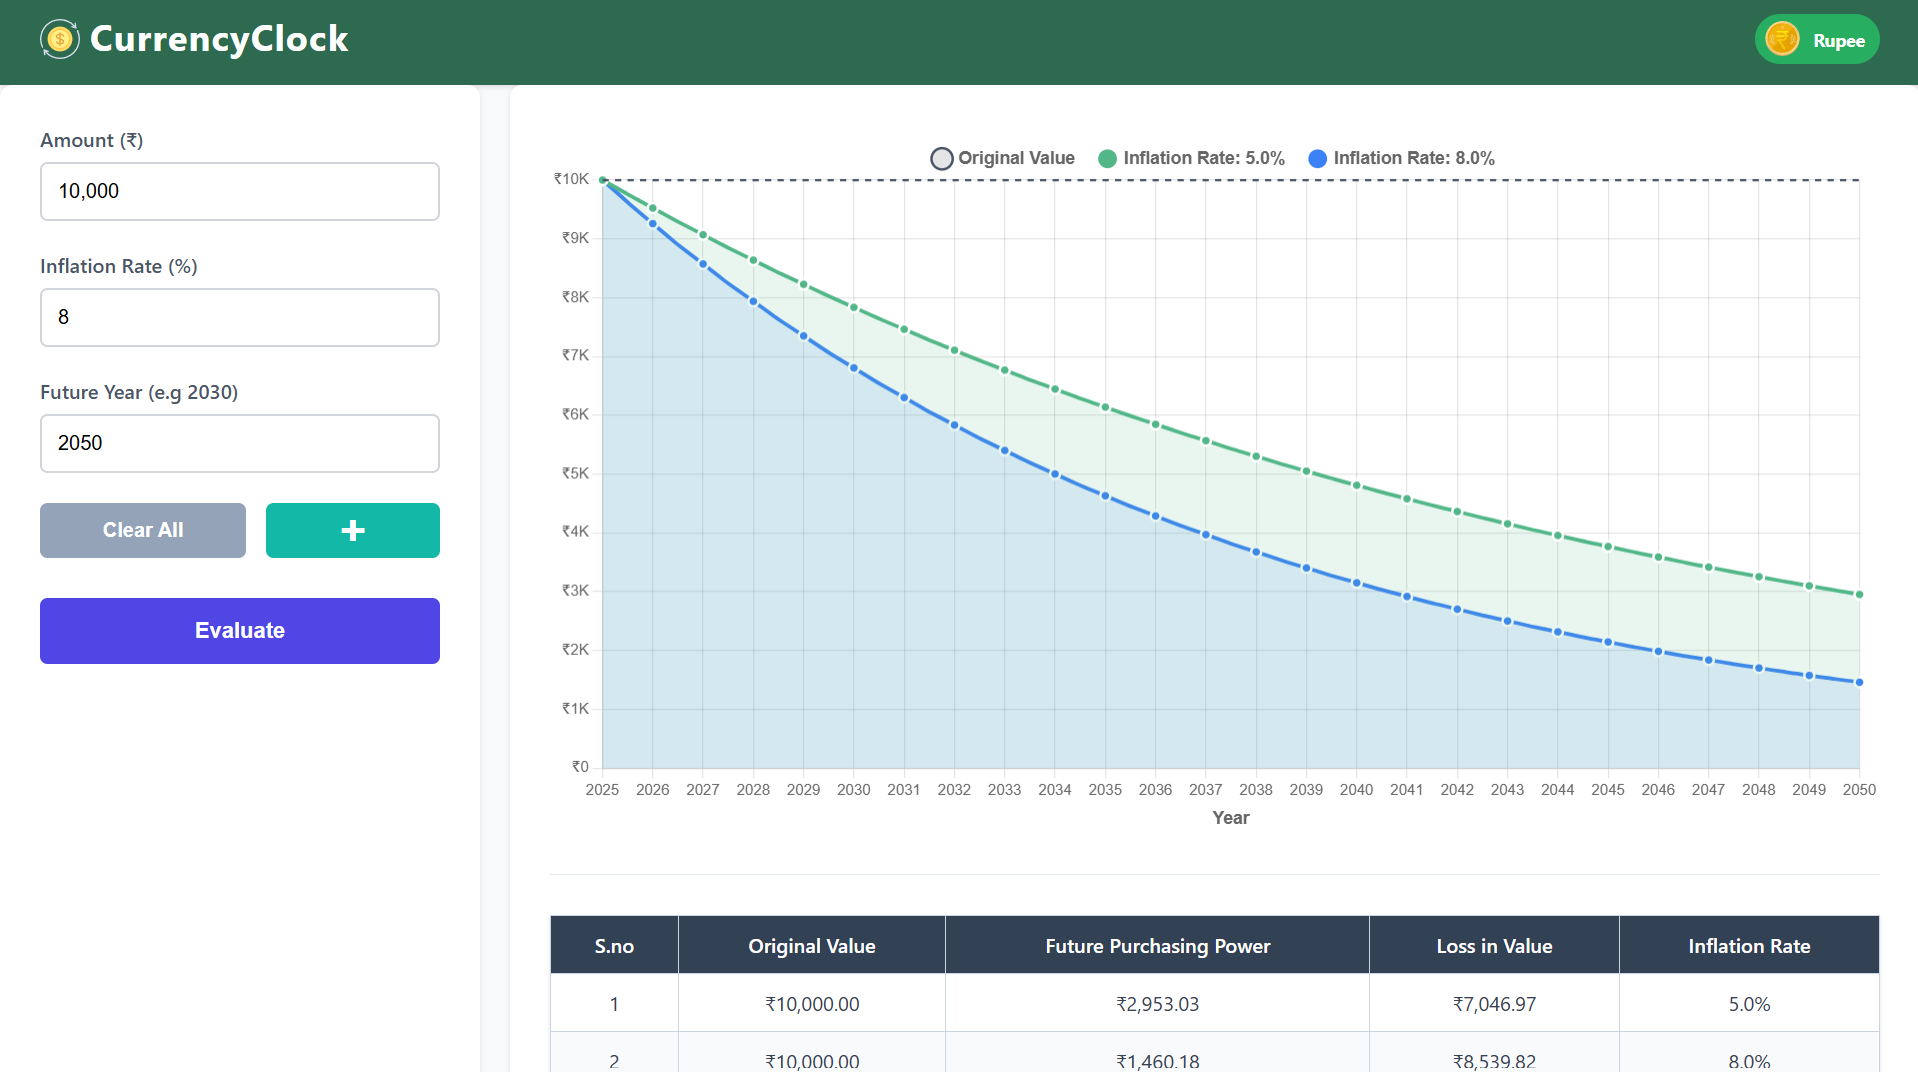 CurrencyClock
Rupee
Amount (₹)
10,000
Inflation Rate (%)
8
Future Year (e.g 2030)
2050
Clear All
+
Evaluate
Original Value Inflation Rate: 5.0% Inflation Rate: 8.0%
₹10K
₹9K
₹8K
₹7K
₹6K
₹5K
₹4K
₹3K
₹2K
₹1K
₹0
2025 2026 2027 2028 2029 2030 2031 2032 2033 2034 2035 2036 2037 2038 2039 2040 2041 2042 2043 2044 2045 2046 2047 2048 2049 2050
Year
S.no Original Value Future Purchasing Power Loss in Value Inflation Rate
1 ₹10,000.00 ₹2,953.03 ₹7,046.97 5.0%
2 ₹10,000.00 ₹1,460.18 ₹8,539.82 8.0%